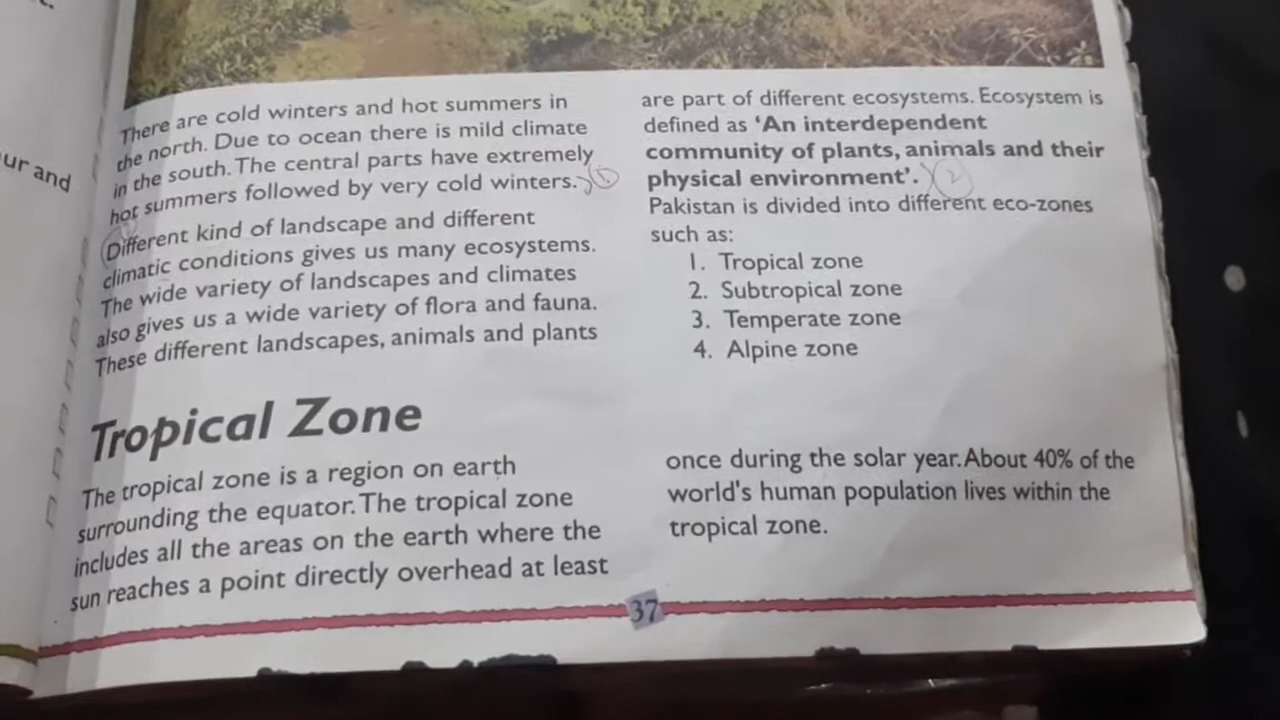 ur and
There are cold winters and hot summers in
the north. Due to ocean there is mild climate
in the south. The central parts have extremely
hot summers followed by very cold winters. 1
Different kind of landscape and different
climatic conditions gives us many ecosystems.
The wide variety of landscapes and climates
also gives us a wide variety of flora and fauna.
These different landscapes, animals and plants
are part of different ecosystems. Ecosystem is
defined as ‘An interdependent
community of plants, animals and their
physical environment’. 2
Pakistan is divided into different eco-zones
such as:
1. Tropical zone
2. Subtropical zone
3. Temperate zone
4. Alpine zone
Tropical Zone
The tropical zone is a region on earth
surrounding the equator. The tropical zone
includes all the areas on the earth where the
sun reaches a point directly overhead at least
once during the solar year. About 40% of the
world's human population lives within the
tropical zone.
37